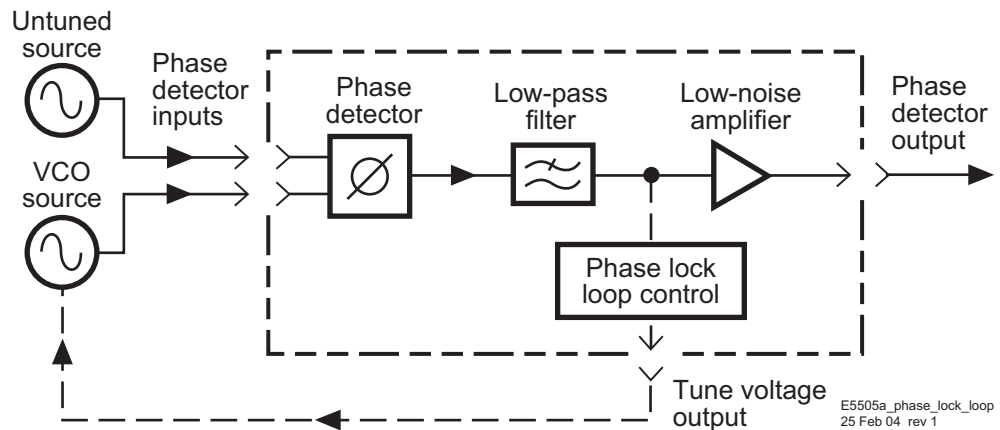 Untuned
source
Phase
detector
inputs
VCO
source
Phase
detector
Low-pass
filter
Low-noise
amplifier
Phase
detector
output
Phase lock
loop control
Tune voltage
output
E5505a_phase_lock_loop
25 Feb 04 rev 1